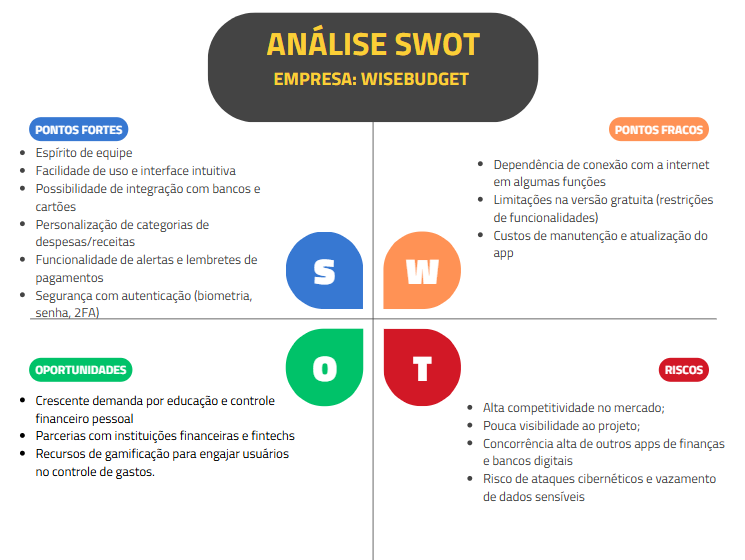 ANÁLISE SWOT
EMPRESA: WISEBUDGET
PONTOS FORTES
Espírito de equipe
Facilidade de uso e interface intuitiva
Possibilidade de integração com bancos e
cartões
Personalização de categorias de
despesas/receitas
Funcionalidade de alertas e lembretes de
pagamentos
Segurança com autenticação (biometria,
senha, 2FA)
PONTOS FRACOS
Dependência de conexão com a internet
em algumas funções
Limitações na versão gratuita (restrições
de funcionalidades)
Custos de manutenção e atualização do
app
S
W
O
T
OPORTUNIDADES
Crescente demanda por educação e controle
financeiro pessoal
Parcerias com instituições financeiras e fintechs
Recursos de gamificação para engajar usuários
no controle de gastos.
RISCOS
Alta competitividade no mercado;
Pouca visibilidade ao projeto;
Concorrência alta de outros apps de finanças
e bancos digitais
Risco de ataques cibernéticos e vazamento
de dados sensíveis